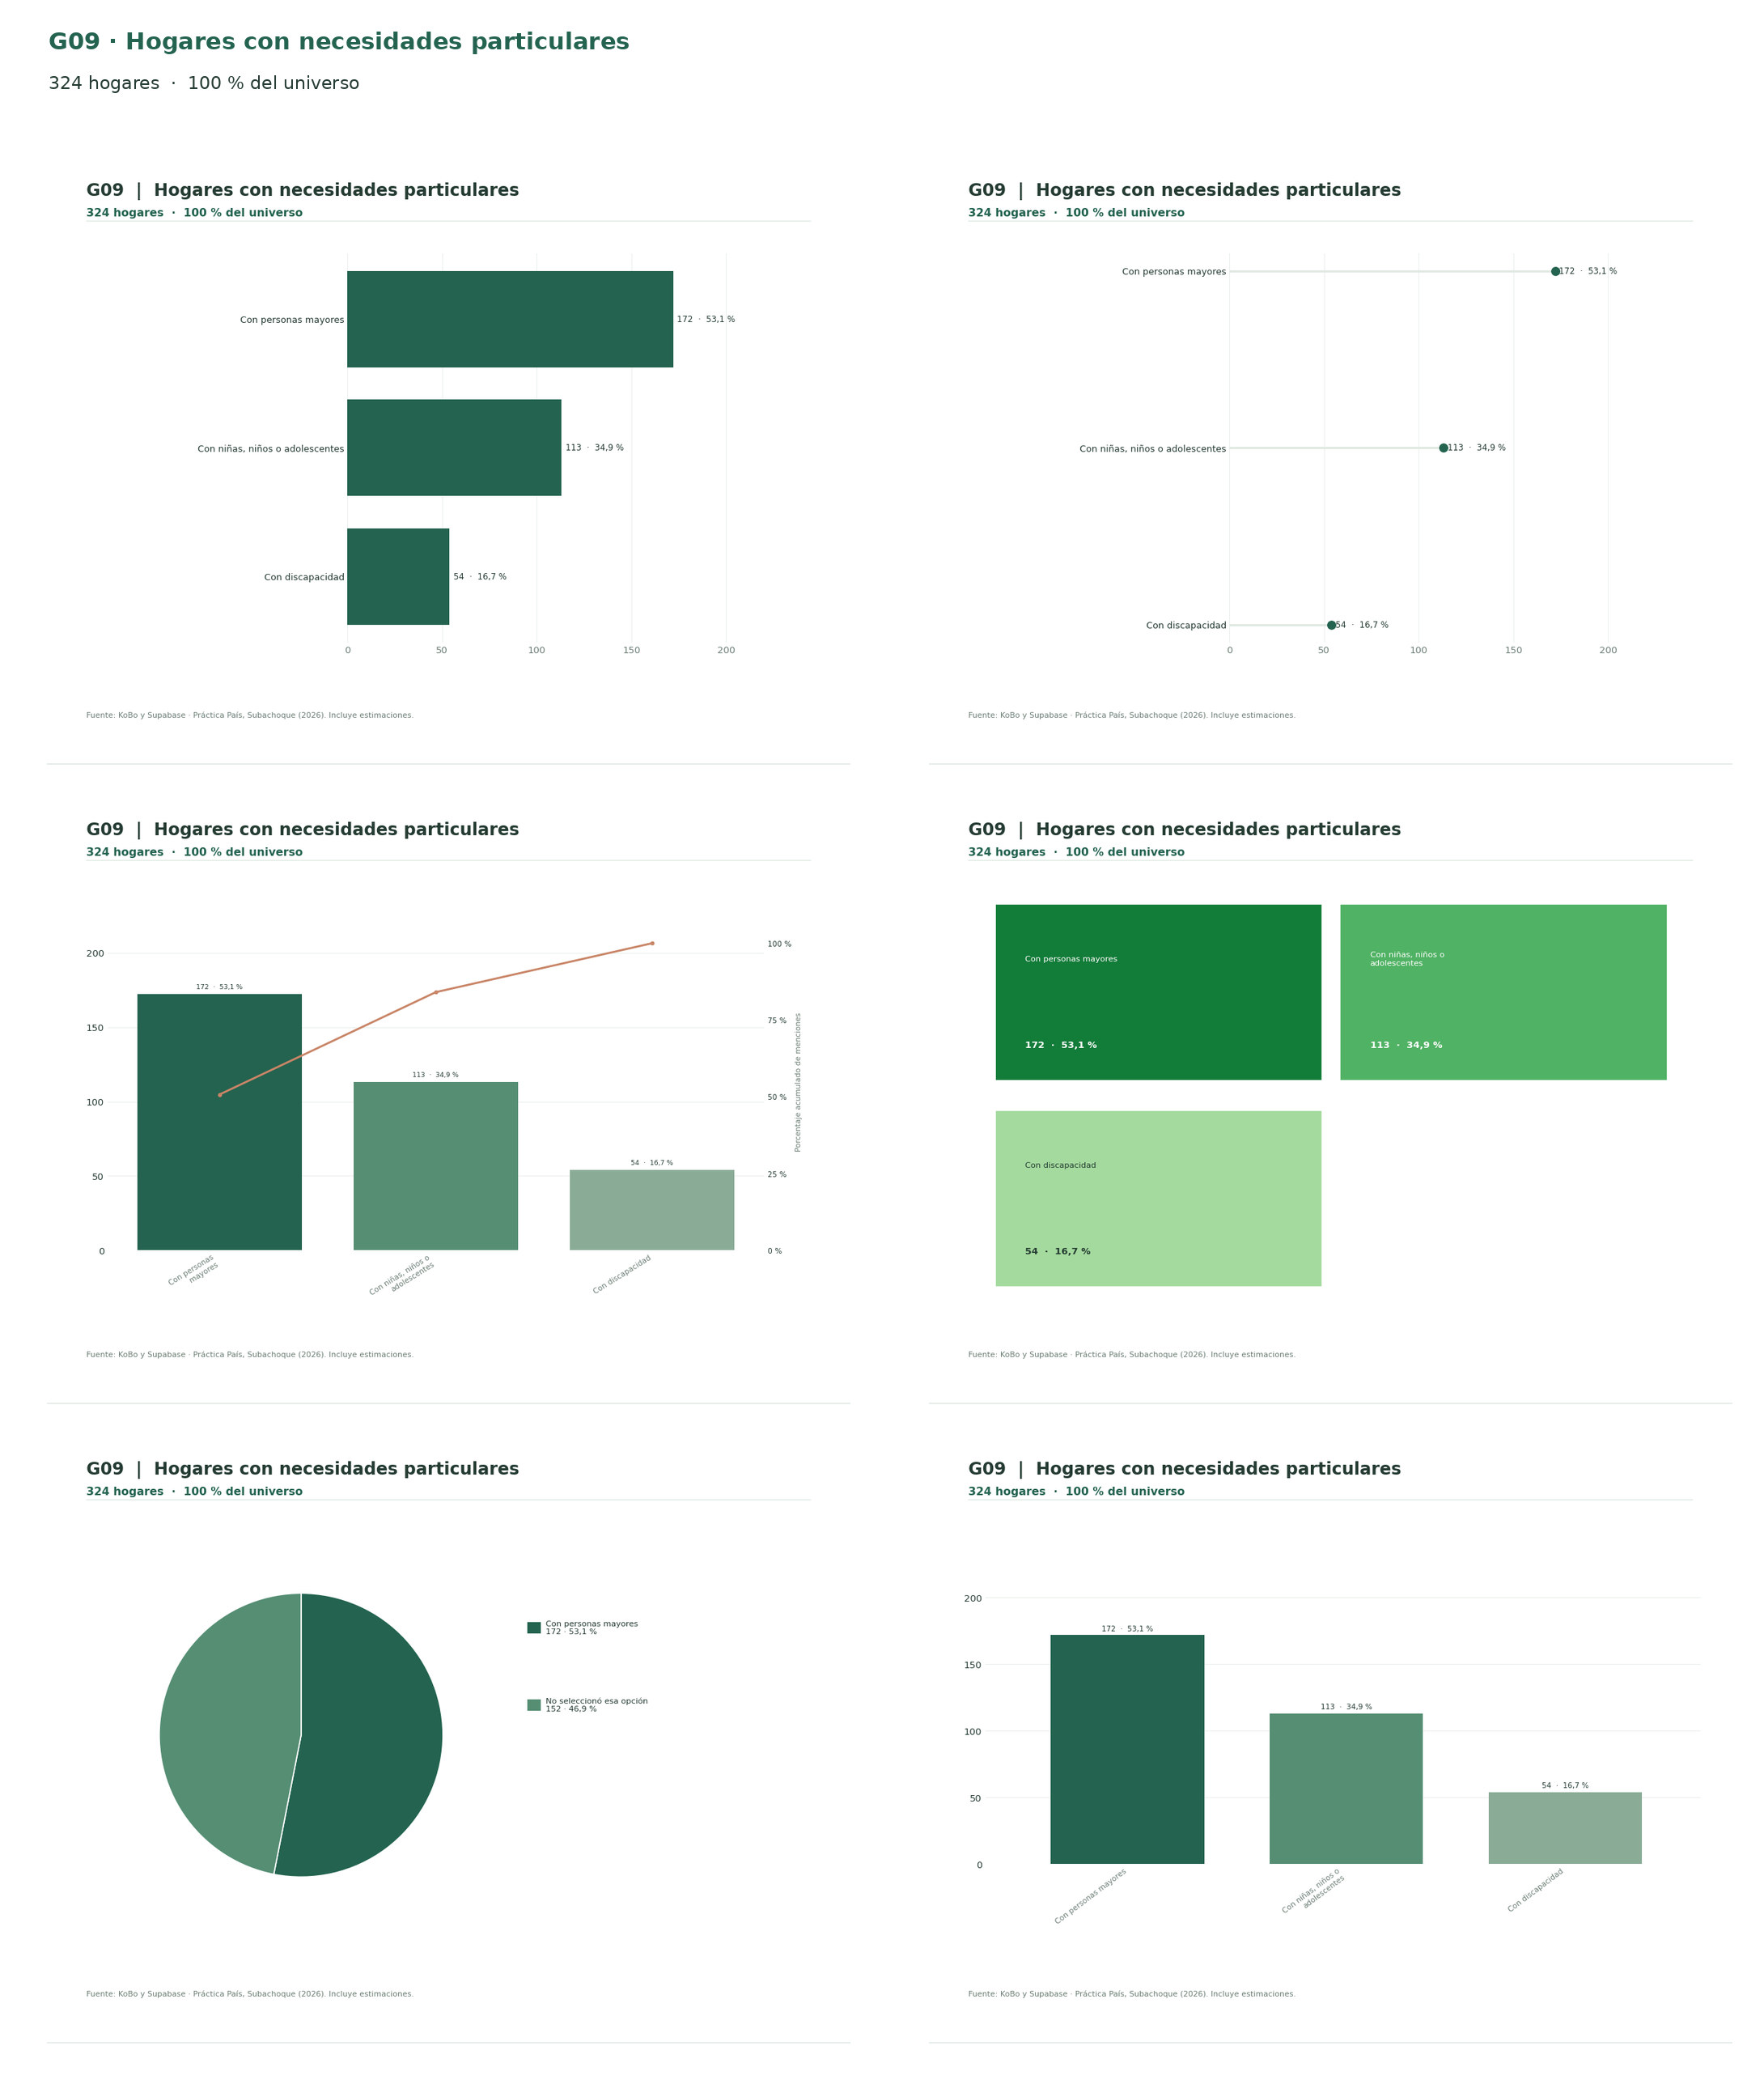 G09 · Hogares con necesidades particulares
324 hogares · 100 % del universo
G09 | Hogares con necesidades particulares
324 hogares · 100 % del universo
Con personas mayores
172 · 53,1 %
Con niñas, niños o adolescentes
113 · 34,9 %
Con discapacidad
54 · 16,7 %
0 50 100 150 200
Fuente: KoBo y Supabase · Práctica País, Subachoque (2026). Incluye estimaciones.
G09 | Hogares con necesidades particulares
324 hogares · 100 % del universo
Con personas mayores
172 · 53,1 %
Con niñas, niños o adolescentes
113 · 34,9 %
Con discapacidad
54 · 16,7 %
0 50 100 150 200
Fuente: KoBo y Supabase · Práctica País, Subachoque (2026). Incluye estimaciones.
G09 | Hogares con necesidades particulares
324 hogares · 100 % del universo
200
150
100
50
0
172 · 53,1 %
113 · 34,9 %
54 · 16,7 %
100 %
75 %
50 %
25 %
0 %
Porcentaje acumulado de menciones
Con personas
mayores
Con niñas, niños o
adolescentes
Con discapacidad
Fuente: KoBo y Supabase · Práctica País, Subachoque (2026). Incluye estimaciones.
G09 | Hogares con necesidades particulares
324 hogares · 100 % del universo
Con personas mayores
172 · 53,1 %
Con niñas, niños o
adolescentes
113 · 34,9 %
Con discapacidad
54 · 16,7 %
Fuente: KoBo y Supabase · Práctica País, Subachoque (2026). Incluye estimaciones.
G09 | Hogares con necesidades particulares
324 hogares · 100 % del universo
Con personas mayores
172 · 53,1 %
No seleccionó esa opción
152 · 46,9 %
Fuente: KoBo y Supabase · Práctica País, Subachoque (2026). Incluye estimaciones.
G09 | Hogares con necesidades particulares
324 hogares · 100 % del universo
200
150
100
50
0
172 · 53,1 %
113 · 34,9 %
54 · 16,7 %
Con personas mayores
Con niñas, niños o
adolescentes
Con discapacidad
Fuente: KoBo y Supabase · Práctica País, Subachoque (2026). Incluye estimaciones.